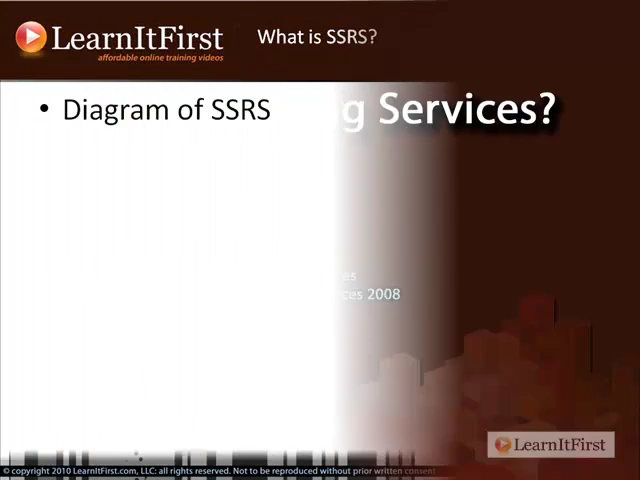 LearnItFirst
affordable online training videos
What is SSRS?
• Diagram of SSRS
g Services?
es
ces 2008
LearnItFirst
© copyright 2010 LearnItFirst.com, LLC: all rights reserved. Not to be reproduced without prior written consent